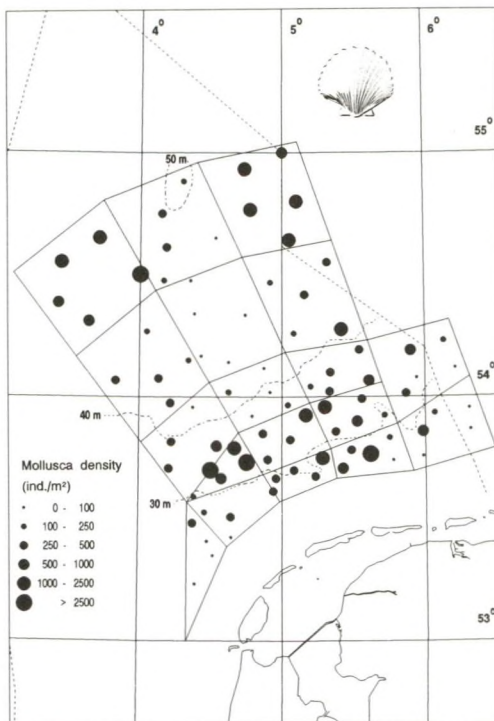 4° 5° 6°
55°
50 m
54°
40 m
Mollusca density
(ind./m²)
30 m
0 - 100
100 - 250
250 - 500
500 - 1000
1000 - 2500
> 2500
53°